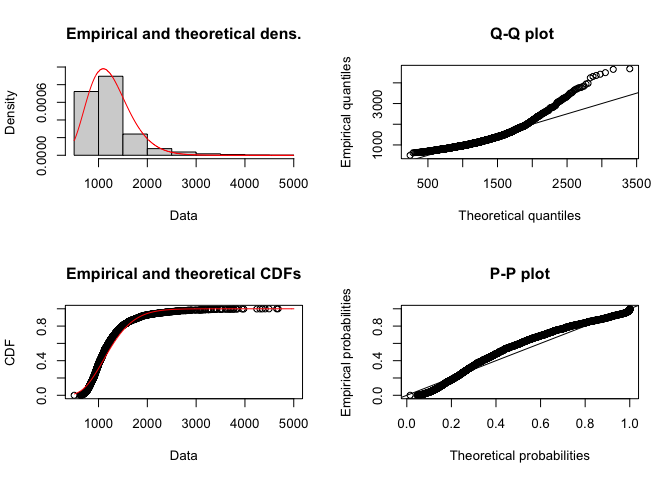 Empirical and theoretical dens.
Density
0.0000
0.0006
1000 2000 3000 4000 5000
Data
Q-Q plot
Empirical quantiles
1000
3000
500 1500 2500 3500
Theoretical quantiles
Empirical and theoretical CDFs
CDF
0.0
0.4
0.8
1000 2000 3000 4000 5000
Data
P-P plot
Empirical probabilities
0.0
0.4
0.8
0.0 0.2 0.4 0.6 0.8 1.0
Theoretical probabilities